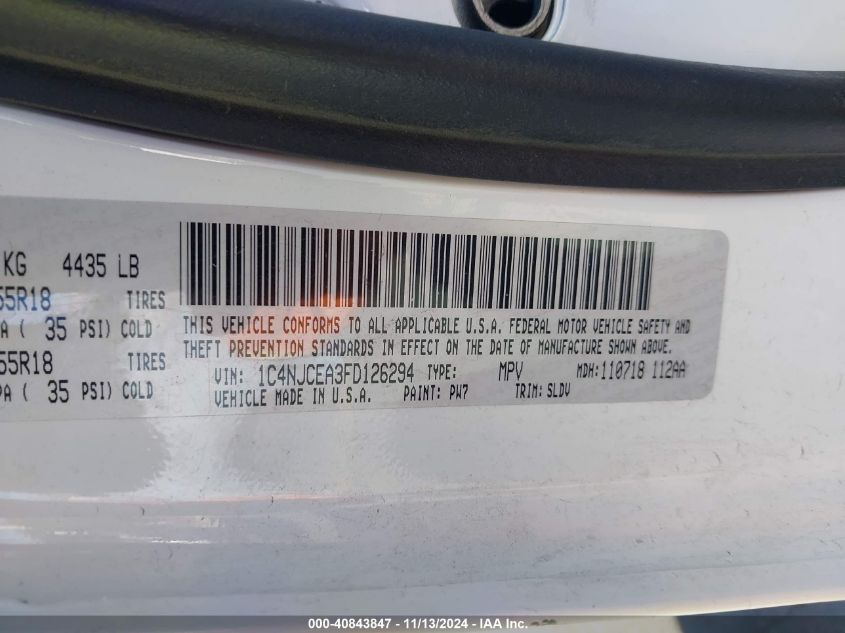 KG 4435 LB
55R18 TIRES
PA ( 35 PSI) COLD
55R18 TIRES
PA ( 35 PSI) COLD
THIS VEHICLE CONFORMS TO ALL APPLICABLE U.S.A. FEDERAL MOTOR VEHICLE SAFETY AND
THEFT PREVENTION STANDARDS IN EFFECT ON THE DATE OF MANUFACTURE SHOWN ABOVE.
VIN: 1C4NJCEA3FD126294 TYPE: MPV MDH:110718 112AA
VEHICLE MADE IN U.S.A. PAINT: PW7 TRIM: SLDV
000-40843847 - 11/13/2024 - IAA Inc.